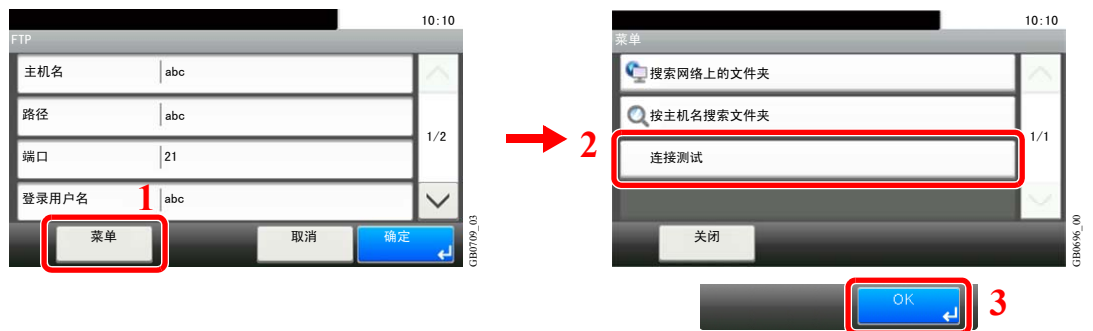 10:10
FTP
主机名 abc
路径 abc
端口 21
登录用户名 abc
1/2
1
菜单 取消 确定
GB0709_03
2
10:10
菜单
搜索网络上的文件夹
按主机名搜索文件夹
连接测试
1/1
关闭
GB0696_00
OK
3